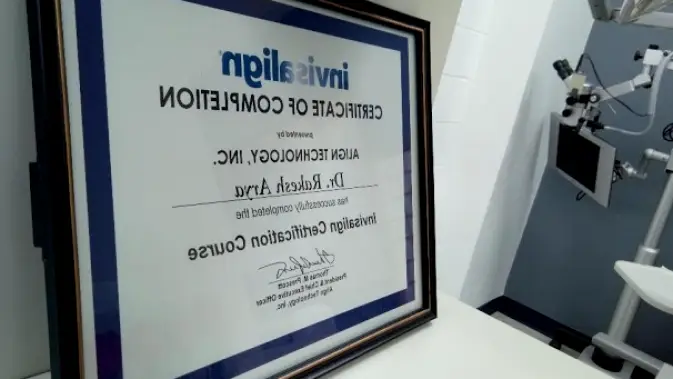 invisalign®
CERTIFICATE OF COMPLETION
presented by
ALIGN TECHNOLOGY, INC.
Dr. Rakesh Arya
has successfully completed the
Invisalign Certification Course
Thomas M. Prescott
President & Chief Executive Officer
Align Technology, Inc.